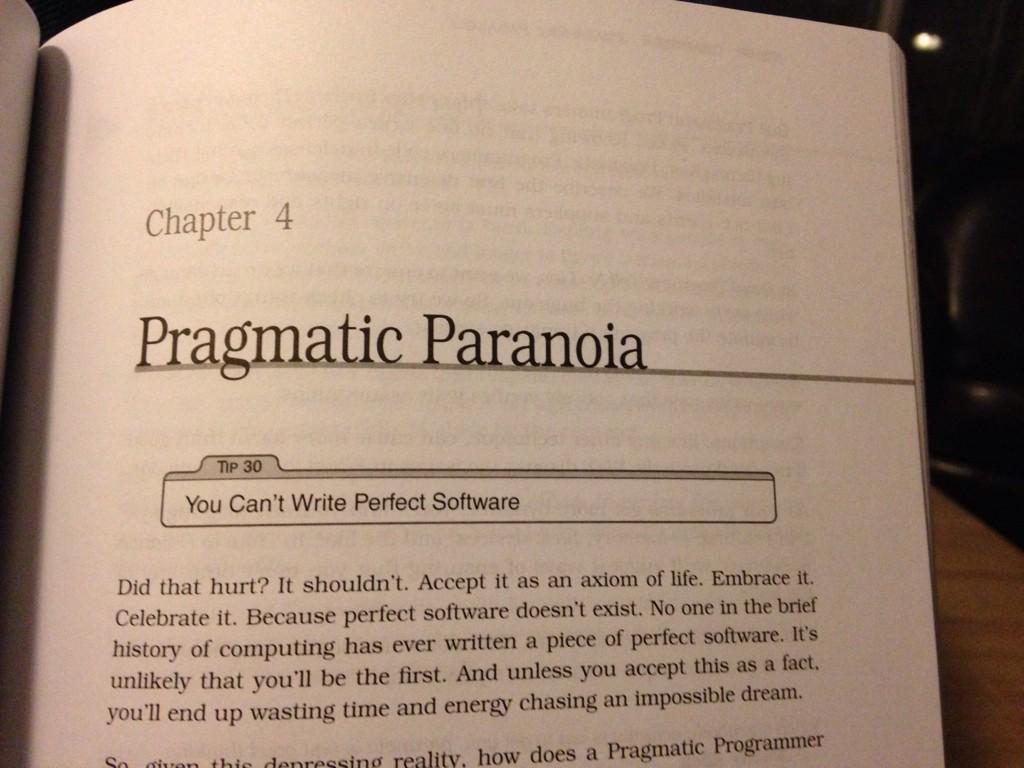 Chapter 4
Pragmatic Paranoia
TIP 30
You Can't Write Perfect Software
Did that hurt? It shouldn't. Accept it as an axiom of life. Embrace it.
Celebrate it. Because perfect software doesn't exist. No one in the brief
history of computing has ever written a piece of perfect software. It's
unlikely that you'll be the first. And unless you accept this as a fact,
you'll end up wasting time and energy chasing an impossible dream.
So, given this depressing reality, how does a Pragmatic Programmer